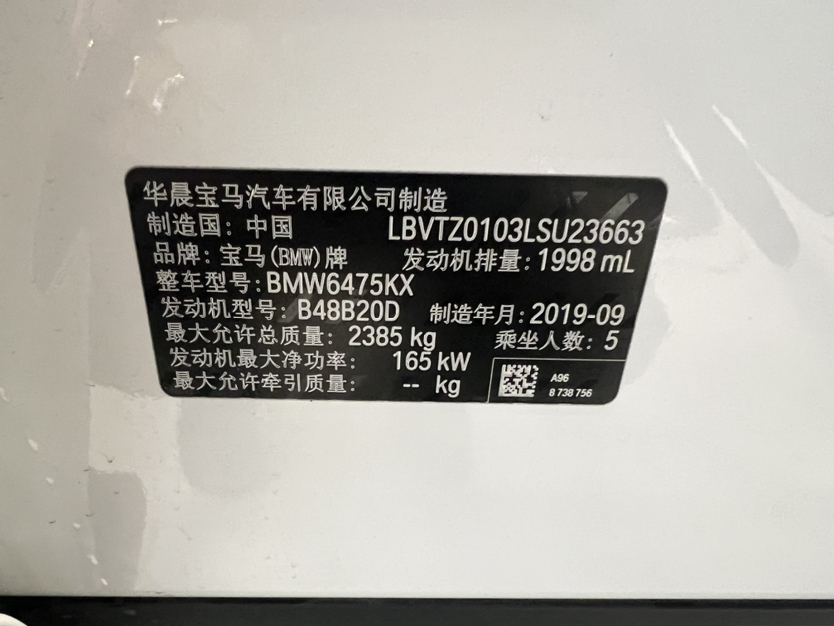 华晨宝马汽车有限公司制造
制造国: 中国 LBVTZ0103LSU23663
品牌: 宝马(BMW)牌 发动机排量: 1998 mL
整车型号: BMW6475KX
发动机型号: B48B20D 制造年月: 2019-09
最大允许总质量: 2385 kg 乘坐人数: 5
发动机最大净功率: 165 kW
最大允许牵引质量: -- kg
A96
8 738 756